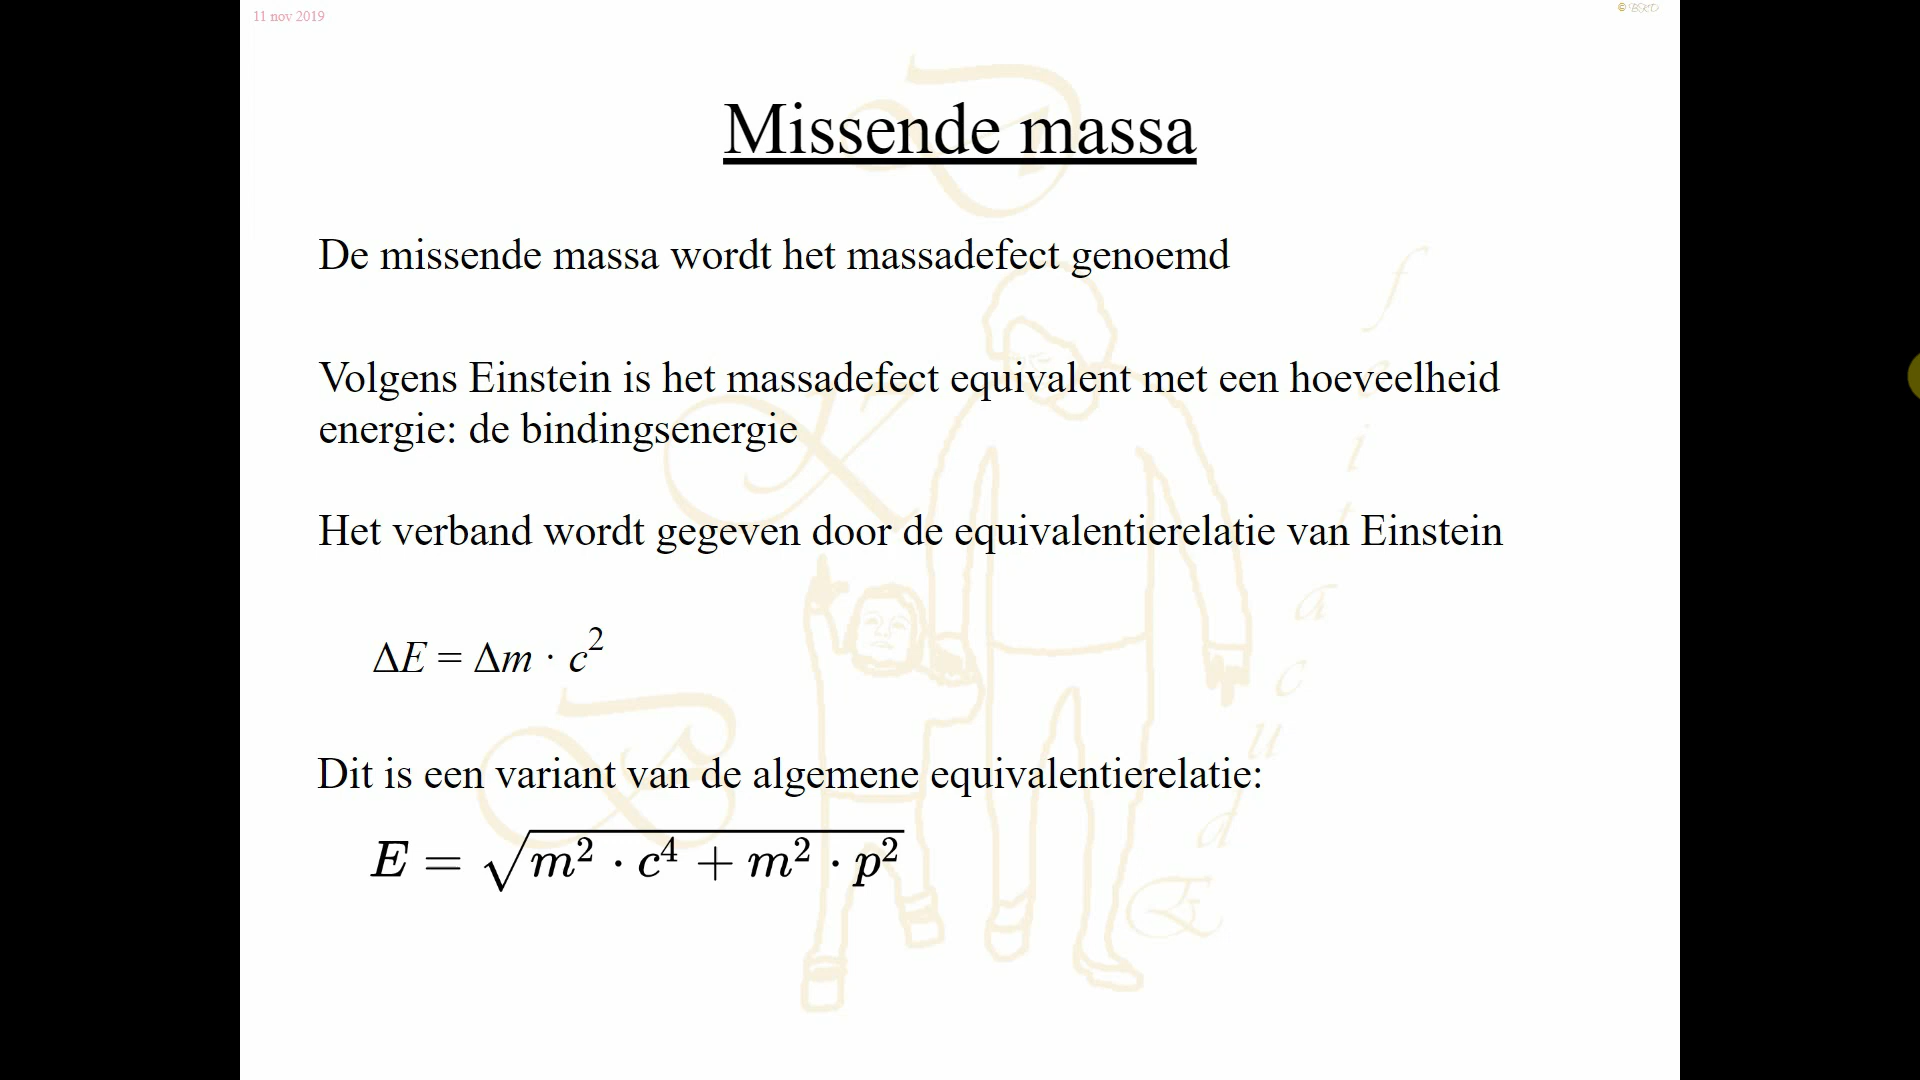 11 nov 2019
© BKD
Missende massa
De missende massa wordt het massadefect genoemd
Volgens Einstein is het massadefect equivalent met een hoeveelheid
energie: de bindingsenergie
Het verband wordt gegeven door de equivalentierelatie van Einstein
ΔE = Δm · c²
Dit is een variant van de algemene equivalentierelatie:
E = √(m² · c⁴ + m² · p²)